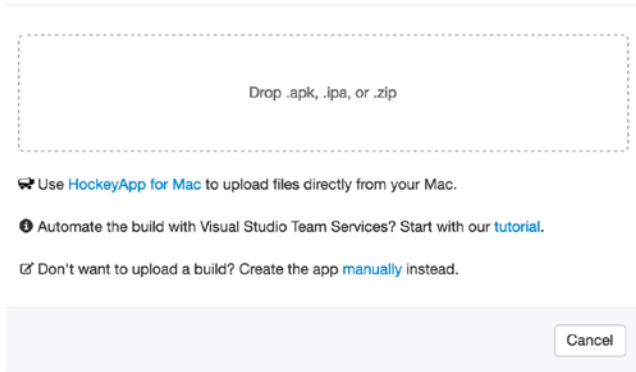 Drop .apk, .ipa, or .zip
Use HockeyApp for Mac to upload files directly from your Mac.
Automate the build with Visual Studio Team Services? Start with our tutorial.
Don't want to upload a build? Create the app manually instead.
Cancel